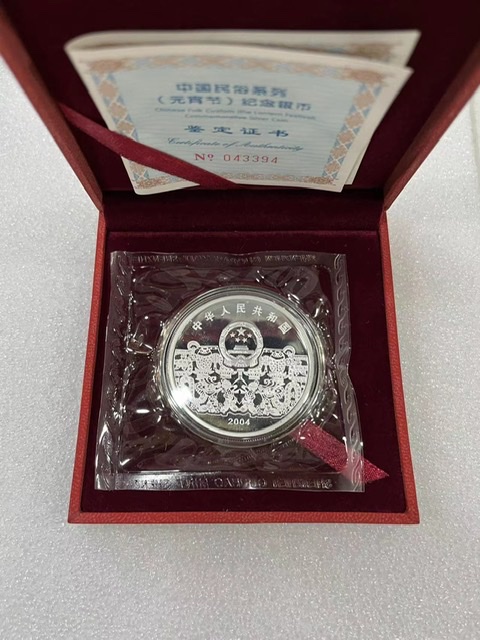 中国民俗系列
（元宵节）纪念银币
Chinese Folk Customs (the Lantern Festival)
Commemorative Silver Coin
鉴定证书
Certificate of Authenticity
Nº 043394
中华人民共和国
2004